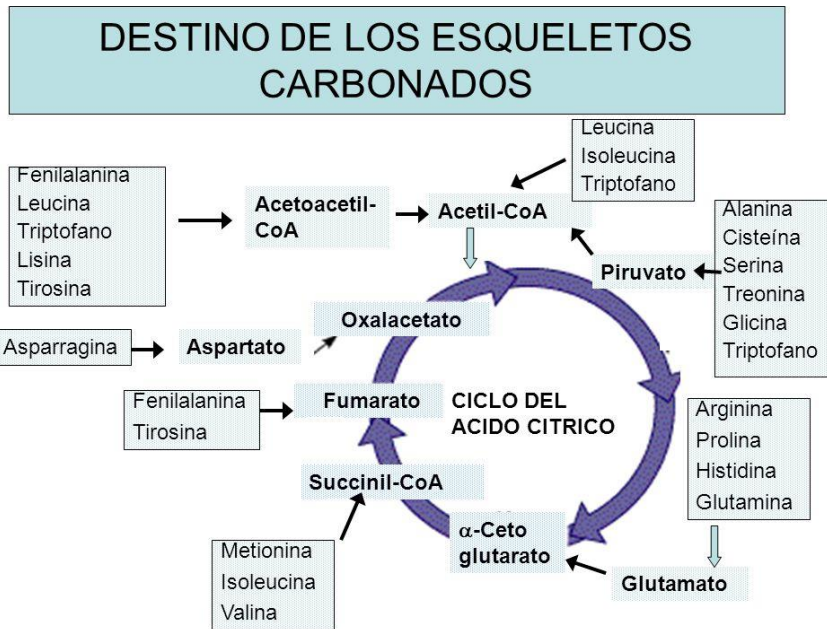 DESTINO DE LOS ESQUELETOS
CARBONADOS
Leucina
Isoleucina
Triptofano
Fenilalanina
Leucina
Triptofano
Lisina
Tirosina
Acetoacetil-
CoA
Acetil-CoA
Alanina
Cisteína
Serina
Treonina
Glicina
Triptofano
Piruvato
Oxalacetato
Asparragina
Aspartato
Fenilalanina
Tirosina
Fumarato
CICLO DEL
ACIDO CITRICO
Arginina
Prolina
Histidina
Glutamina
Succinil-CoA
α-Ceto
glutarato
Metionina
Isoleucina
Valina
Glutamato